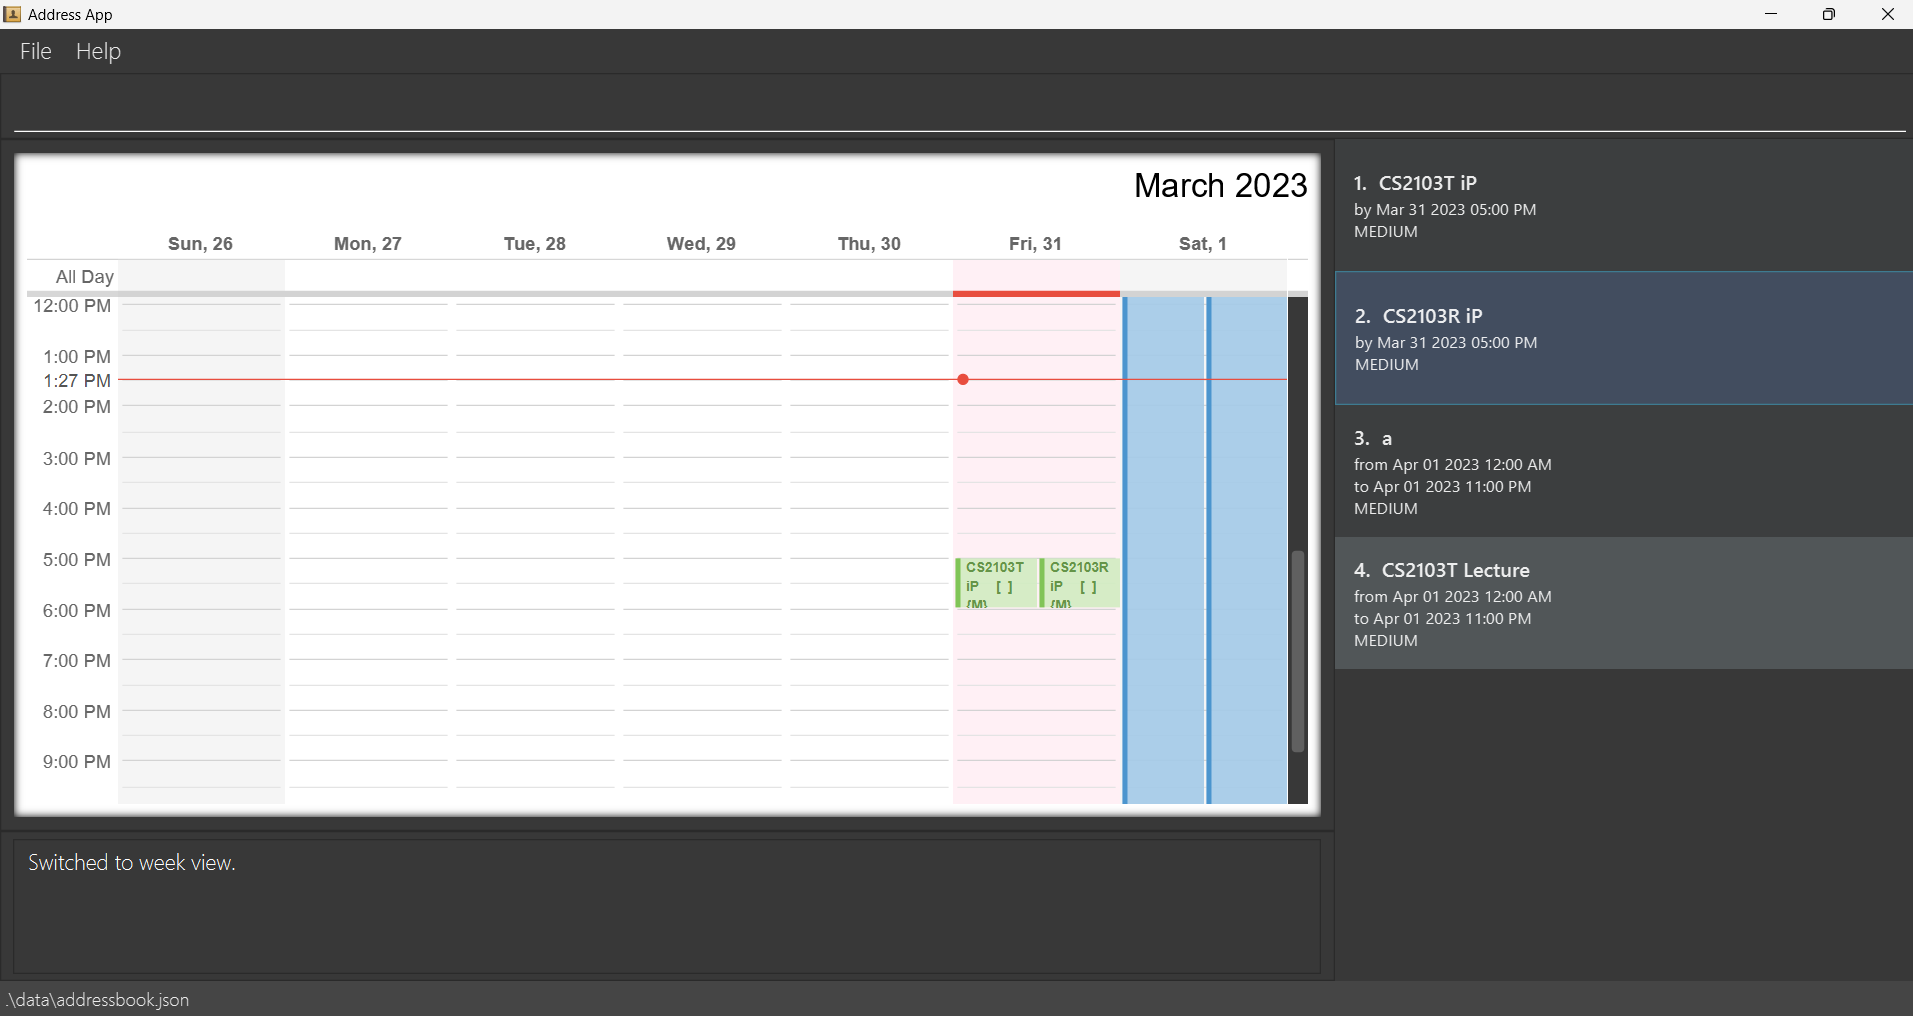 Address App
File Help
March 2023
Sun, 26 Mon, 27 Tue, 28 Wed, 29 Thu, 30 Fri, 31 Sat, 1
All Day
12:00 PM
1:00 PM
1:27 PM
2:00 PM
3:00 PM
4:00 PM
5:00 PM
6:00 PM
7:00 PM
8:00 PM
9:00 PM
CS2103T
iP [ ]
{M}
CS2103R
iP [ ]
{M}
1. CS2103T iP
by Mar 31 2023 05:00 PM
MEDIUM
2. CS2103R iP
by Mar 31 2023 05:00 PM
MEDIUM
3. a
from Apr 01 2023 12:00 AM
to Apr 01 2023 11:00 PM
MEDIUM
4. CS2103T Lecture
from Apr 01 2023 12:00 AM
to Apr 01 2023 11:00 PM
MEDIUM
Switched to week view.
.\data\addressbook.json